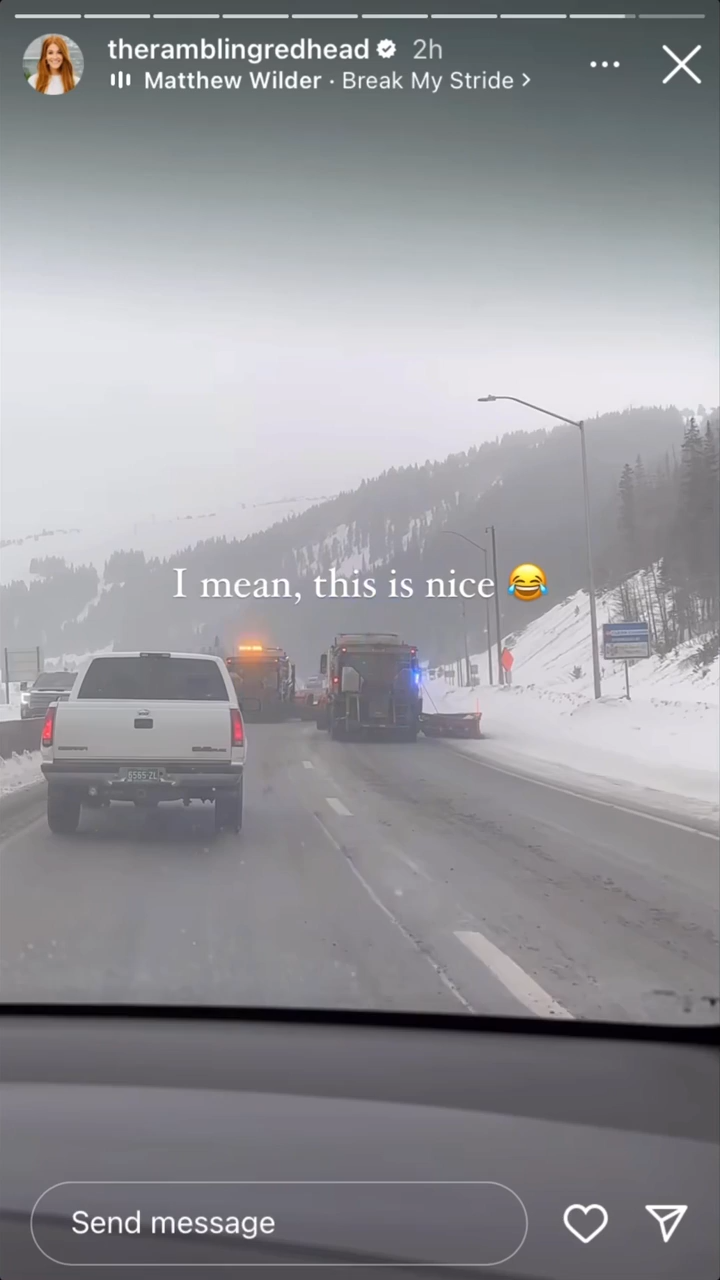 theramblingredhead 2h
Matthew Wilder · Break My Stride >
I mean, this is nice 😂
Send message